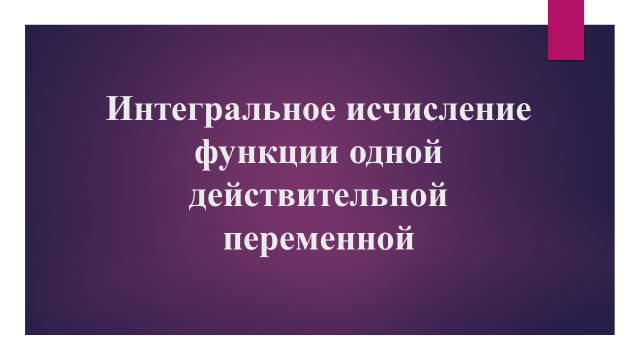 Интегральное исчисление
функции одной
действительной
переменной